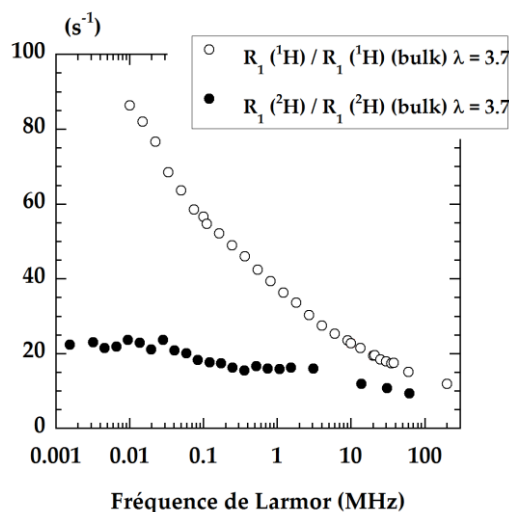 (s⁻¹)
100
R₁ (¹H) / R₁ (¹H) (bulk) λ = 3.7
R₁ (²H) / R₁ (²H) (bulk) λ = 3.7
80
60
40
20
0
0.001 0.01 0.1 1 10 100
Fréquence de Larmor (MHz)